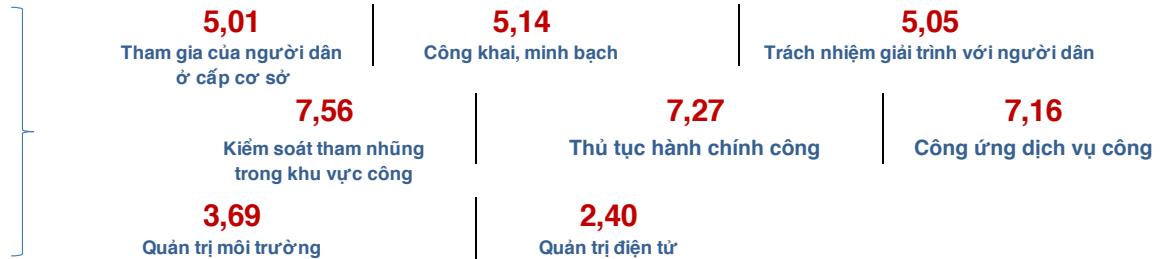 5,01
Tham gia của người dân
ở cấp cơ sở
5,14
Công khai, minh bạch
5,05
Trách nhiệm giải trình với người dân
7,56
Kiểm soát tham nhũng
trong khu vực công
7,27
Thủ tục hành chính công
7,16
Công ứng dịch vụ công
3,69
Quản trị môi trường
2,40
Quản trị điện tử